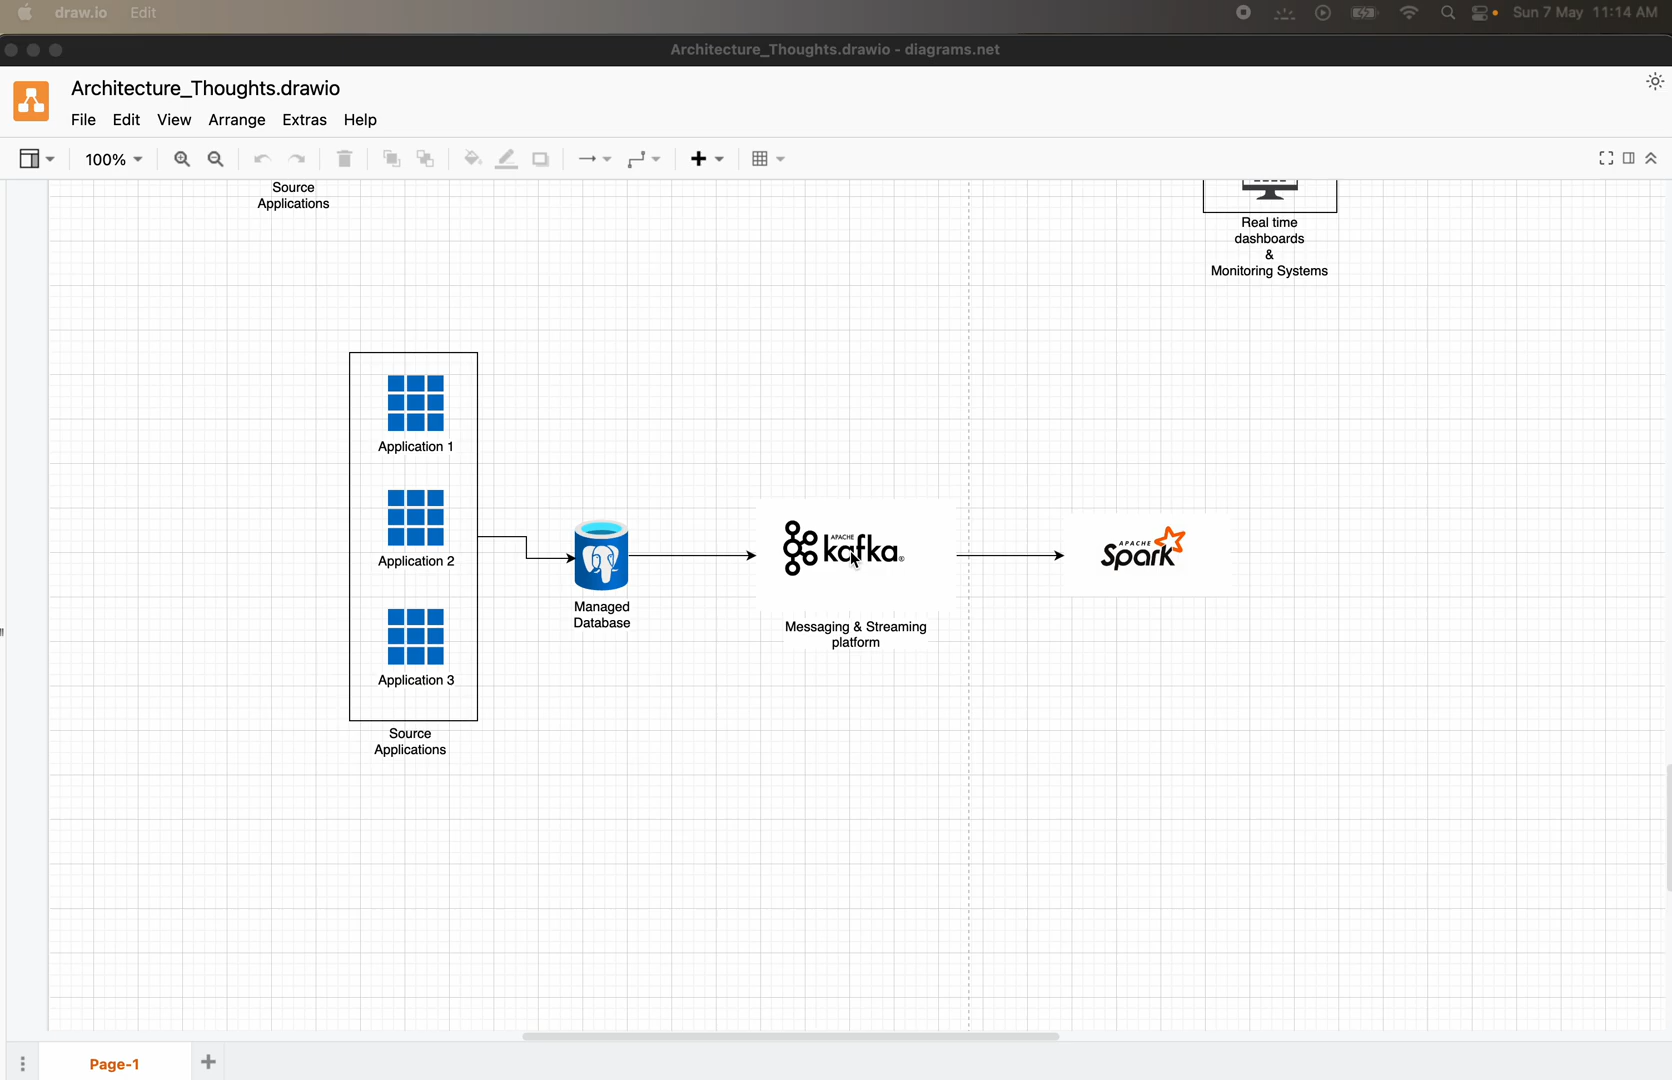 draw.io Edit
Sun 7 May 11:14 AM
Architecture_Thoughts.drawio - diagrams.net
Architecture_Thoughts.drawio
File Edit View Arrange Extras Help
100%
Source
Applications
Real time
dashboards
&
Monitoring Systems
Application 1
Application 2
Application 3
Source
Applications
Managed
Database
APACHE
kafka®
Messaging & Streaming
platform
APACHE
Spark
Page-1